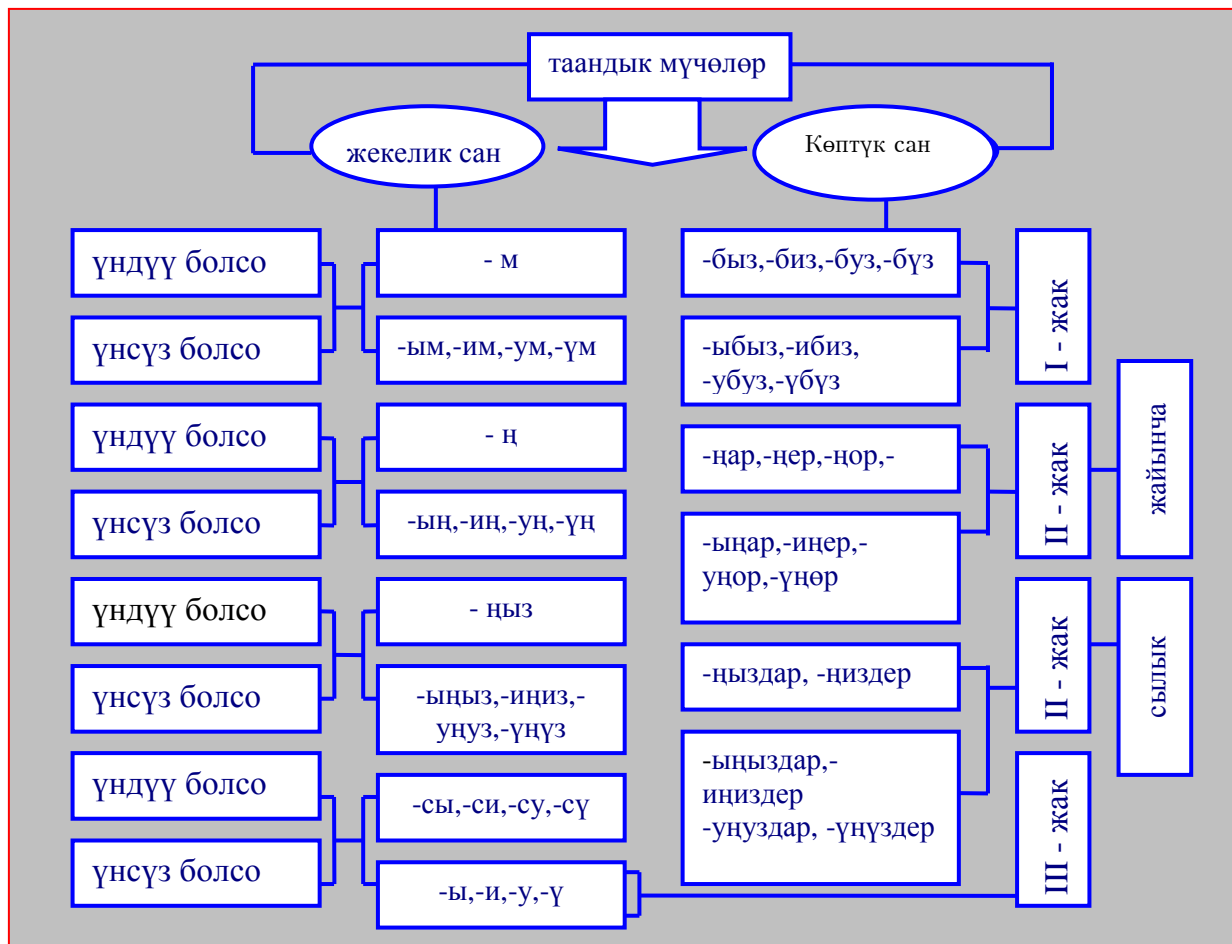 таандык мүчөлөр
жекелик сан
Көптүк сан
үндүү болсо
- м
-быз,-биз,-буз,-бүз
I - жак
үнсүз болсо
-ым,-им,-ум,-үм
-ыбыз,-ибиз,
-убуз,-үбүз
үндүү болсо
- ң
-ңар,-ңер,-ңор,-
II - жак
жайынча
үнсүз болсо
-ың,-иң,-уң,-үң
-ыңар,-иңер,-
уңор,-үңөр
үндүү болсо
- ңыз
-ңыздар, -ңиздер
II - жак
сылык
үнсүз болсо
-ыңыз,-иңиз,-
уңуз,-үңүз
-ыңыздар,-
иңиздер
-уңуздар, -үңүздер
үндүү болсо
-сы,-си,-су,-сү
III - жак
үнсүз болсо
-ы,-и,-у,-ү